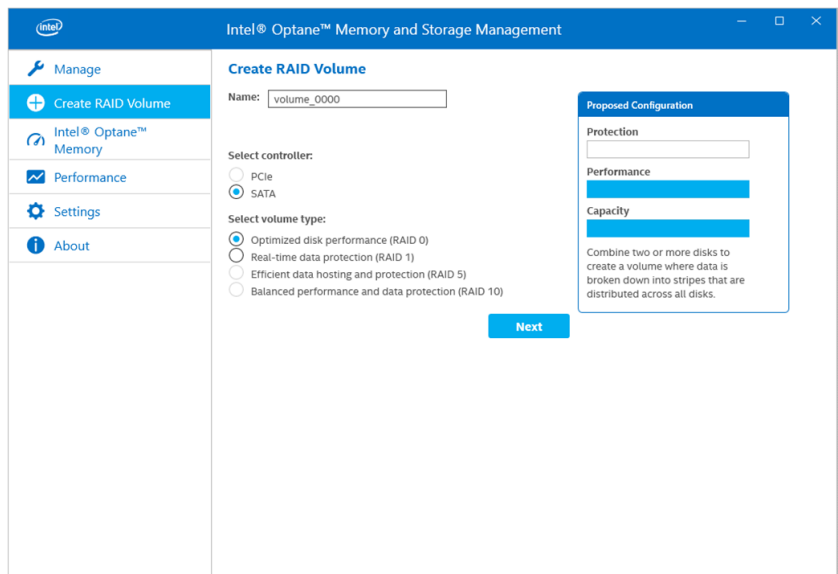 intel
Intel® Optane™ Memory and Storage Management
Manage
Create RAID Volume
Intel® Optane™
Memory
Performance
Settings
About
Create RAID Volume
Name: volume_0000
Select controller:
PCIe
SATA
Select volume type:
Optimized disk performance (RAID 0)
Real-time data protection (RAID 1)
Efficient data hosting and protection (RAID 5)
Balanced performance and data protection (RAID 10)
Next
Proposed Configuration
Protection
Performance
Capacity
Combine two or more disks to
create a volume where data is
broken down into stripes that are
distributed across all disks.